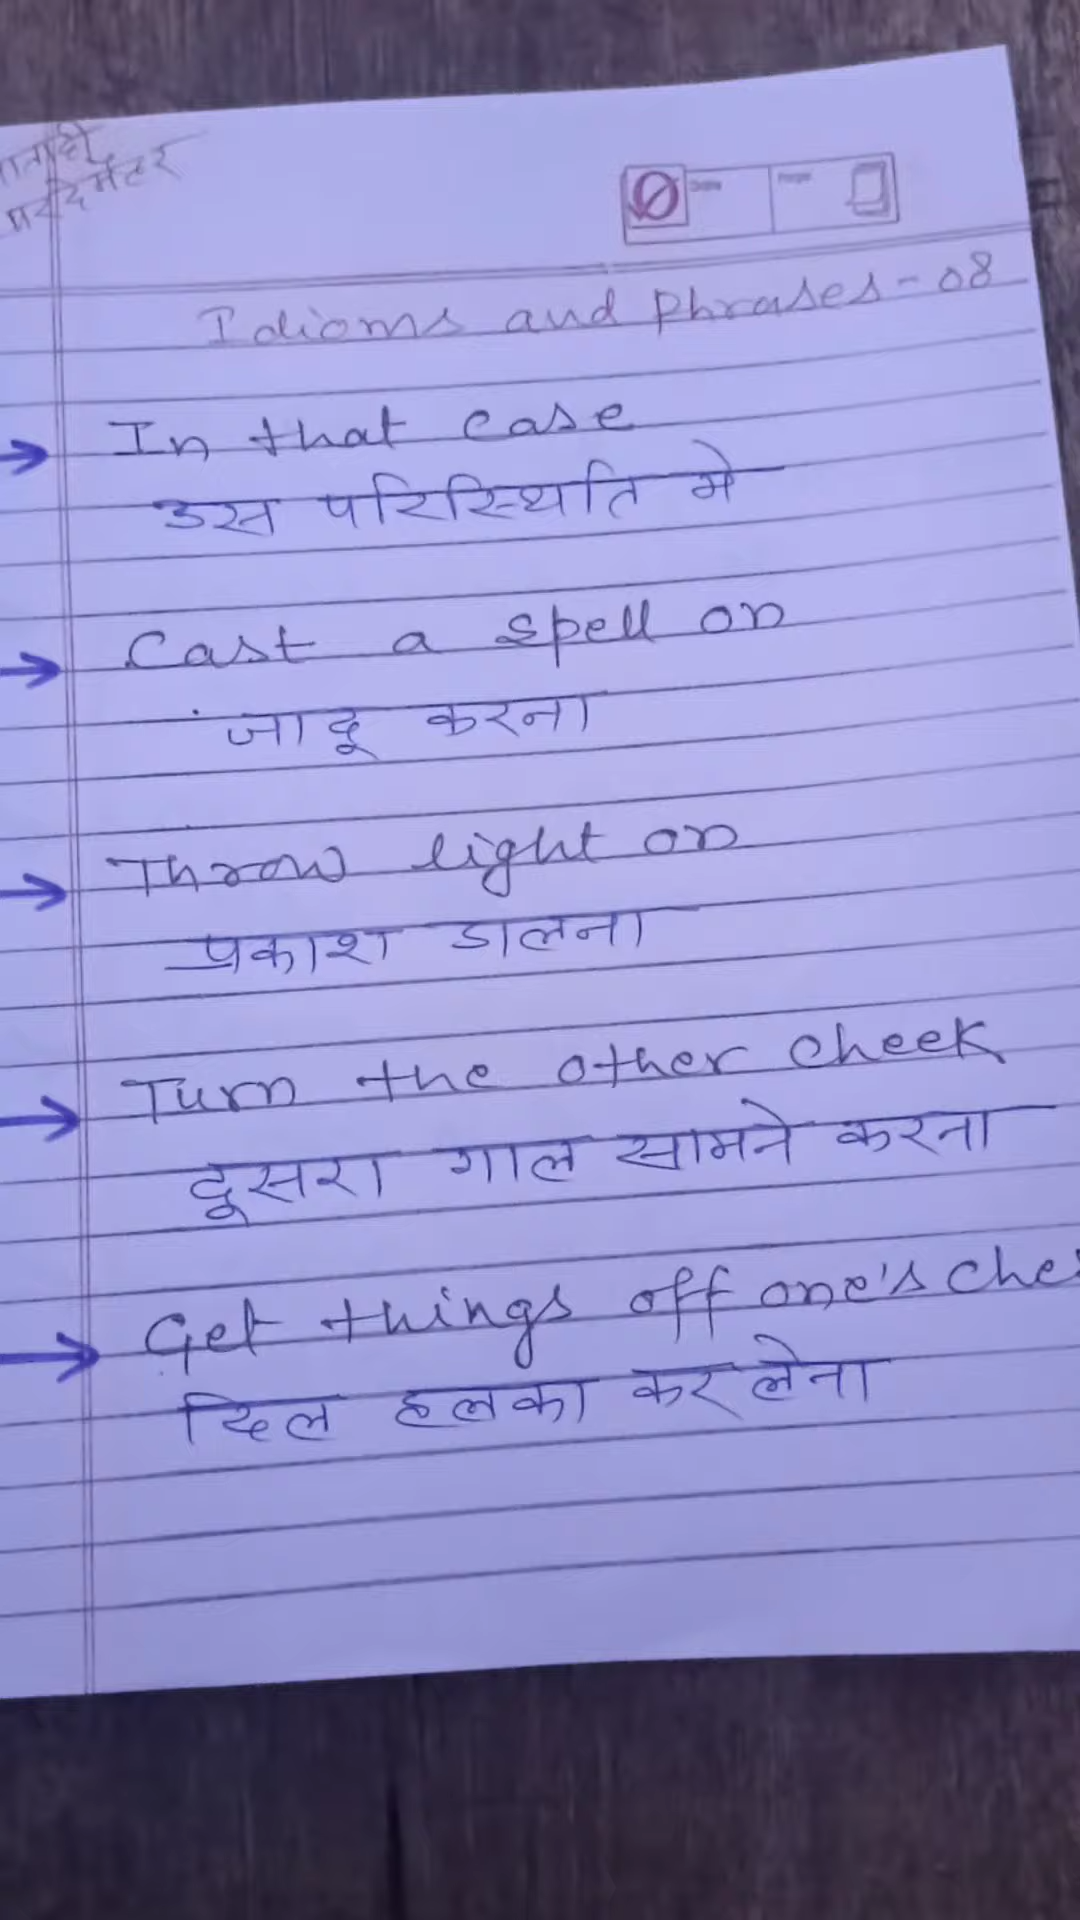 Idioms and Phrases - 08
In that case
उस परिस्थिति मे
Cast a spell on
जादू करना
Throw light on
प्रकाश डालना
Turn the other cheek
दूसरा गाल सामने करना
Get things off one's
दिल हलका कर लेना